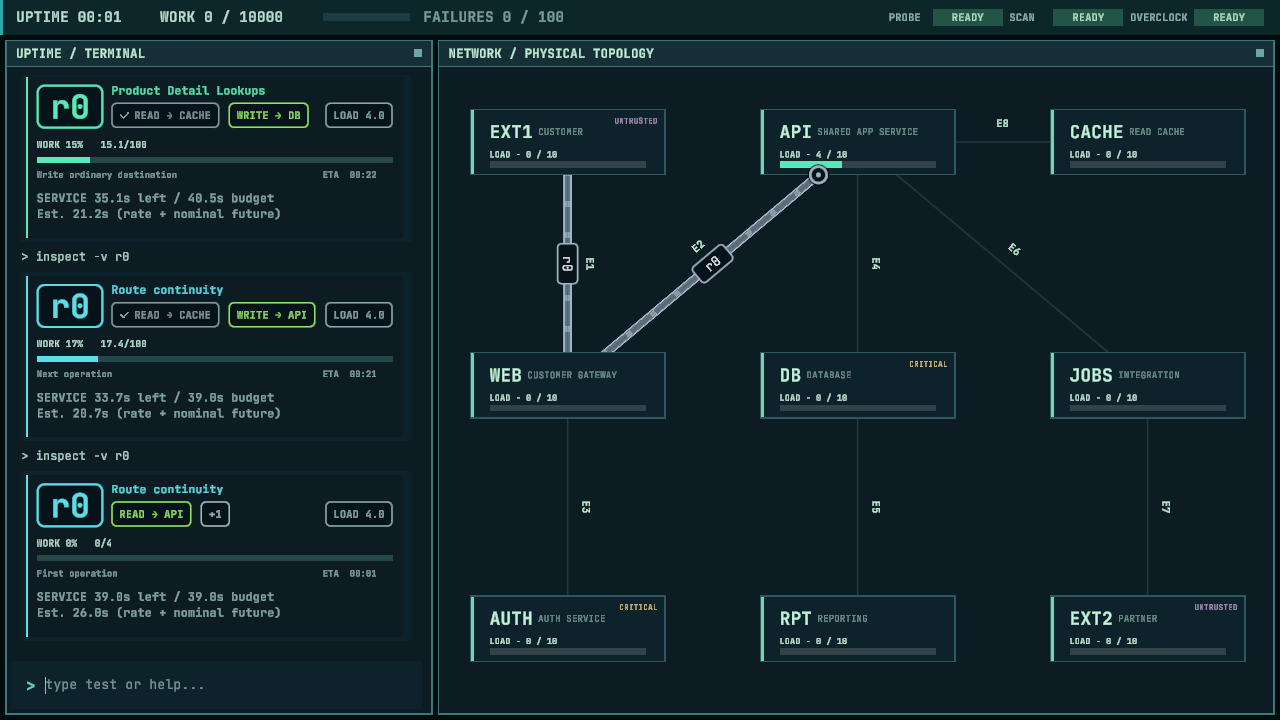 UPTIME 00:01 WORK 0 / 10000 FAILURES 0 / 100 PROBE READY SCAN READY OVERCLOCK READY
UPTIME / TERMINAL
r0 Product Detail Lookups
✓ READ → CACHE WRITE → DB LOAD 4.0
WORK 15% 15.1/100
Write ordinary destination ETA 00:22
SERVICE 35.1s left / 40.5s budget
Est. 21.2s (rate + nominal future)
> inspect -v r0
r0 Route continuity
✓ READ → CACHE WRITE → API LOAD 4.0
WORK 17% 17.4/100
Next operation ETA 00:21
SERVICE 33.7s left / 39.0s budget
Est. 20.7s (rate + nominal future)
> inspect -v r0
r0 Route continuity
READ → API +1 LOAD 4.0
WORK 0% 0/4
First operation ETA 00:01
SERVICE 39.0s left / 39.0s budget
Est. 26.0s (rate + nominal future)
> type test or help...
NETWORK / PHYSICAL TOPOLOGY
UNTRUSTED
EXT1 CUSTOMER
LOAD - 0 / 10
API SHARED APP SERVICE
LOAD - 4 / 10
E8
CACHE READ CACHE
LOAD - 0 / 10
r0
E1
E2
r0
E4
E6
WEB CUSTOMER GATEWAY
LOAD - 0 / 10
CRITICAL
DB DATABASE
LOAD - 0 / 10
JOBS INTEGRATION
LOAD - 0 / 10
E3
E5
E7
CRITICAL
AUTH AUTH SERVICE
LOAD - 0 / 10
RPT REPORTING
LOAD - 0 / 10
UNTRUSTED
EXT2 PARTNER
LOAD - 0 / 10